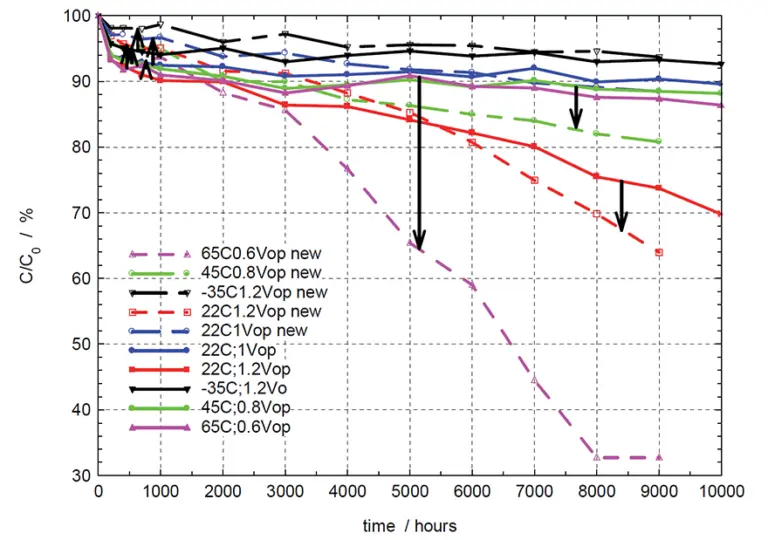 100
90
80
70
60
50
40
30
C/C0 / %
65C0.6Vop new
45C0.8Vop new
-35C1.2Vop new
22C1.2Vop new
22C1Vop new
22C;1Vop
22C;1.2Vop
-35C;1.2Vo
45C;0.8Vop
65C;0.6Vop
0 1000 2000 3000 4000 5000 6000 7000 8000 9000 10000
time / hours